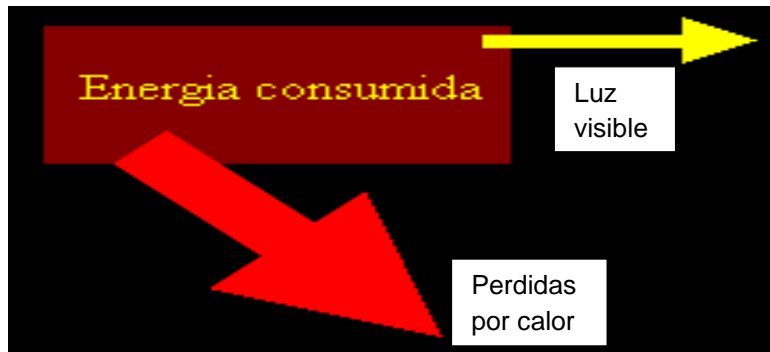 Energia consumida
Luz
visible
Perdidas
por calor